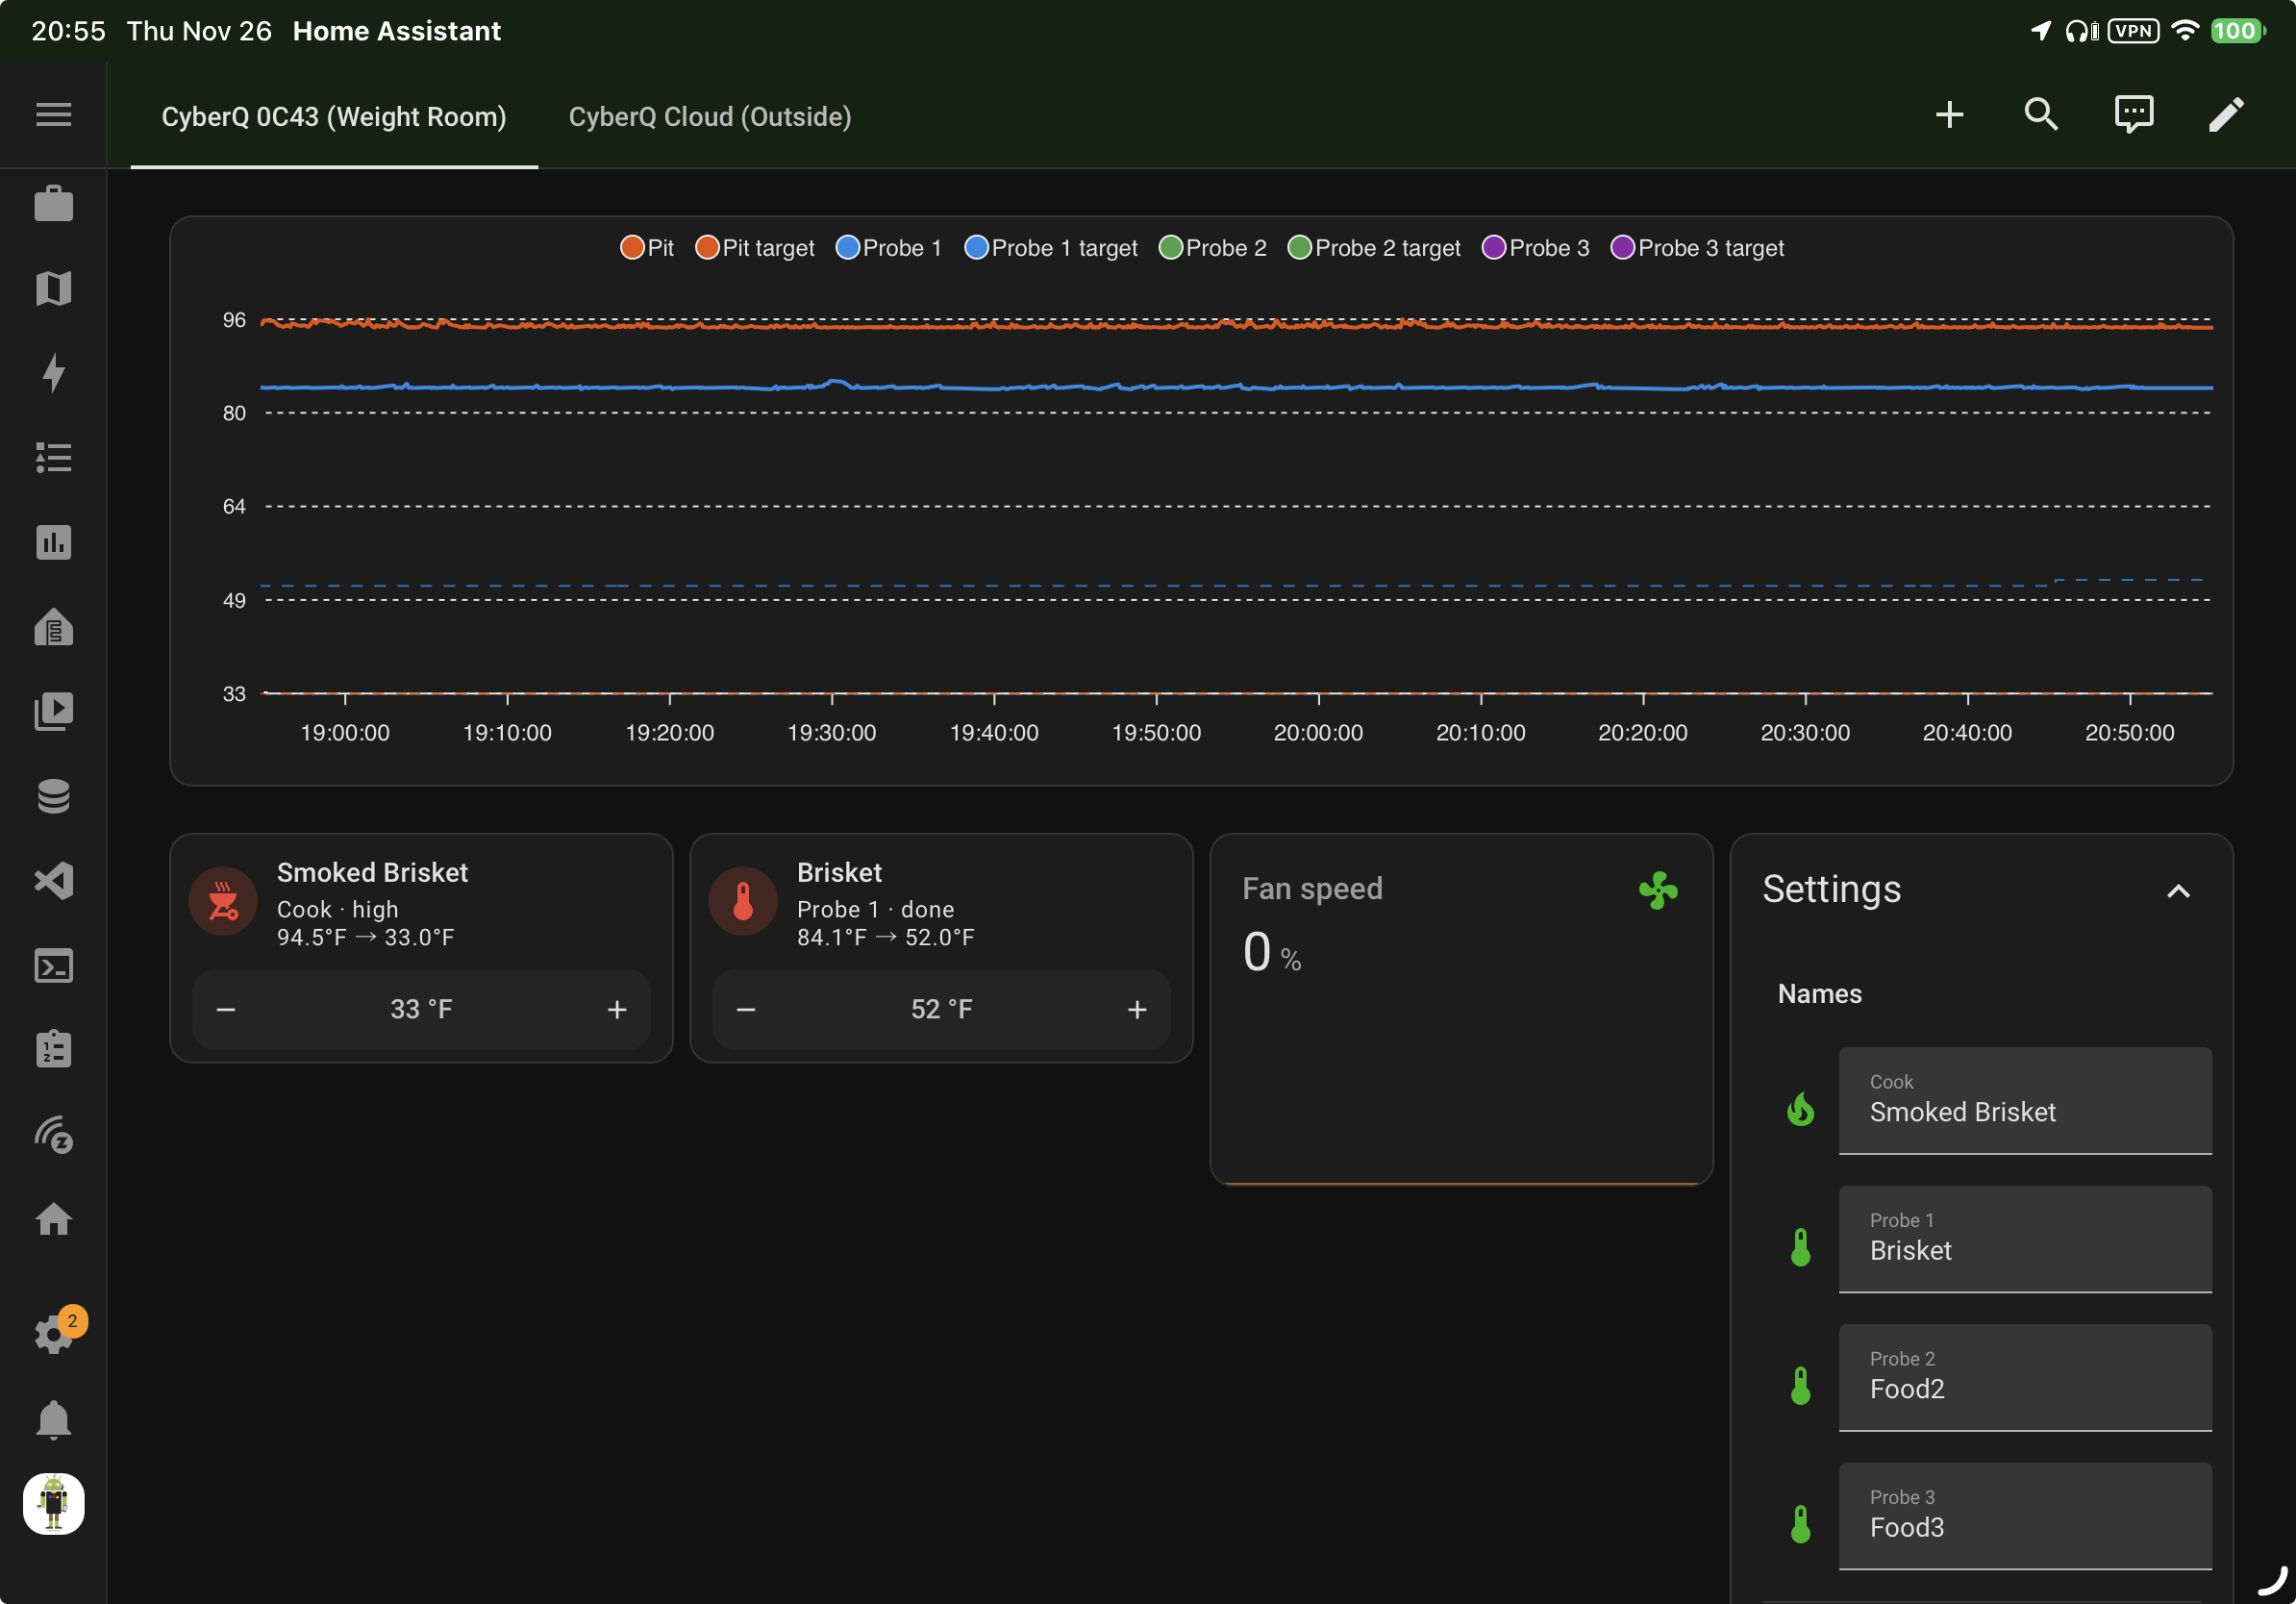 20:55 Thu Nov 26 Home Assistant
VPN 100
CyberQ 0C43 (Weight Room) CyberQ Cloud (Outside)
Pit Pit target Probe 1 Probe 1 target Probe 2 Probe 2 target Probe 3 Probe 3 target
96
80
64
49
33
19:00:00 19:10:00 19:20:00 19:30:00 19:40:00 19:50:00 20:00:00 20:10:00 20:20:00 20:30:00 20:40:00 20:50:00
Smoked Brisket
Cook · high
94.5°F → 33.0°F
− 33 °F +
Brisket
Probe 1 · done
84.1°F → 52.0°F
− 52 °F +
Fan speed
0 %
Settings
Names
Cook
Smoked Brisket
Probe 1
Brisket
Probe 2
Food2
Probe 3
Food3
2